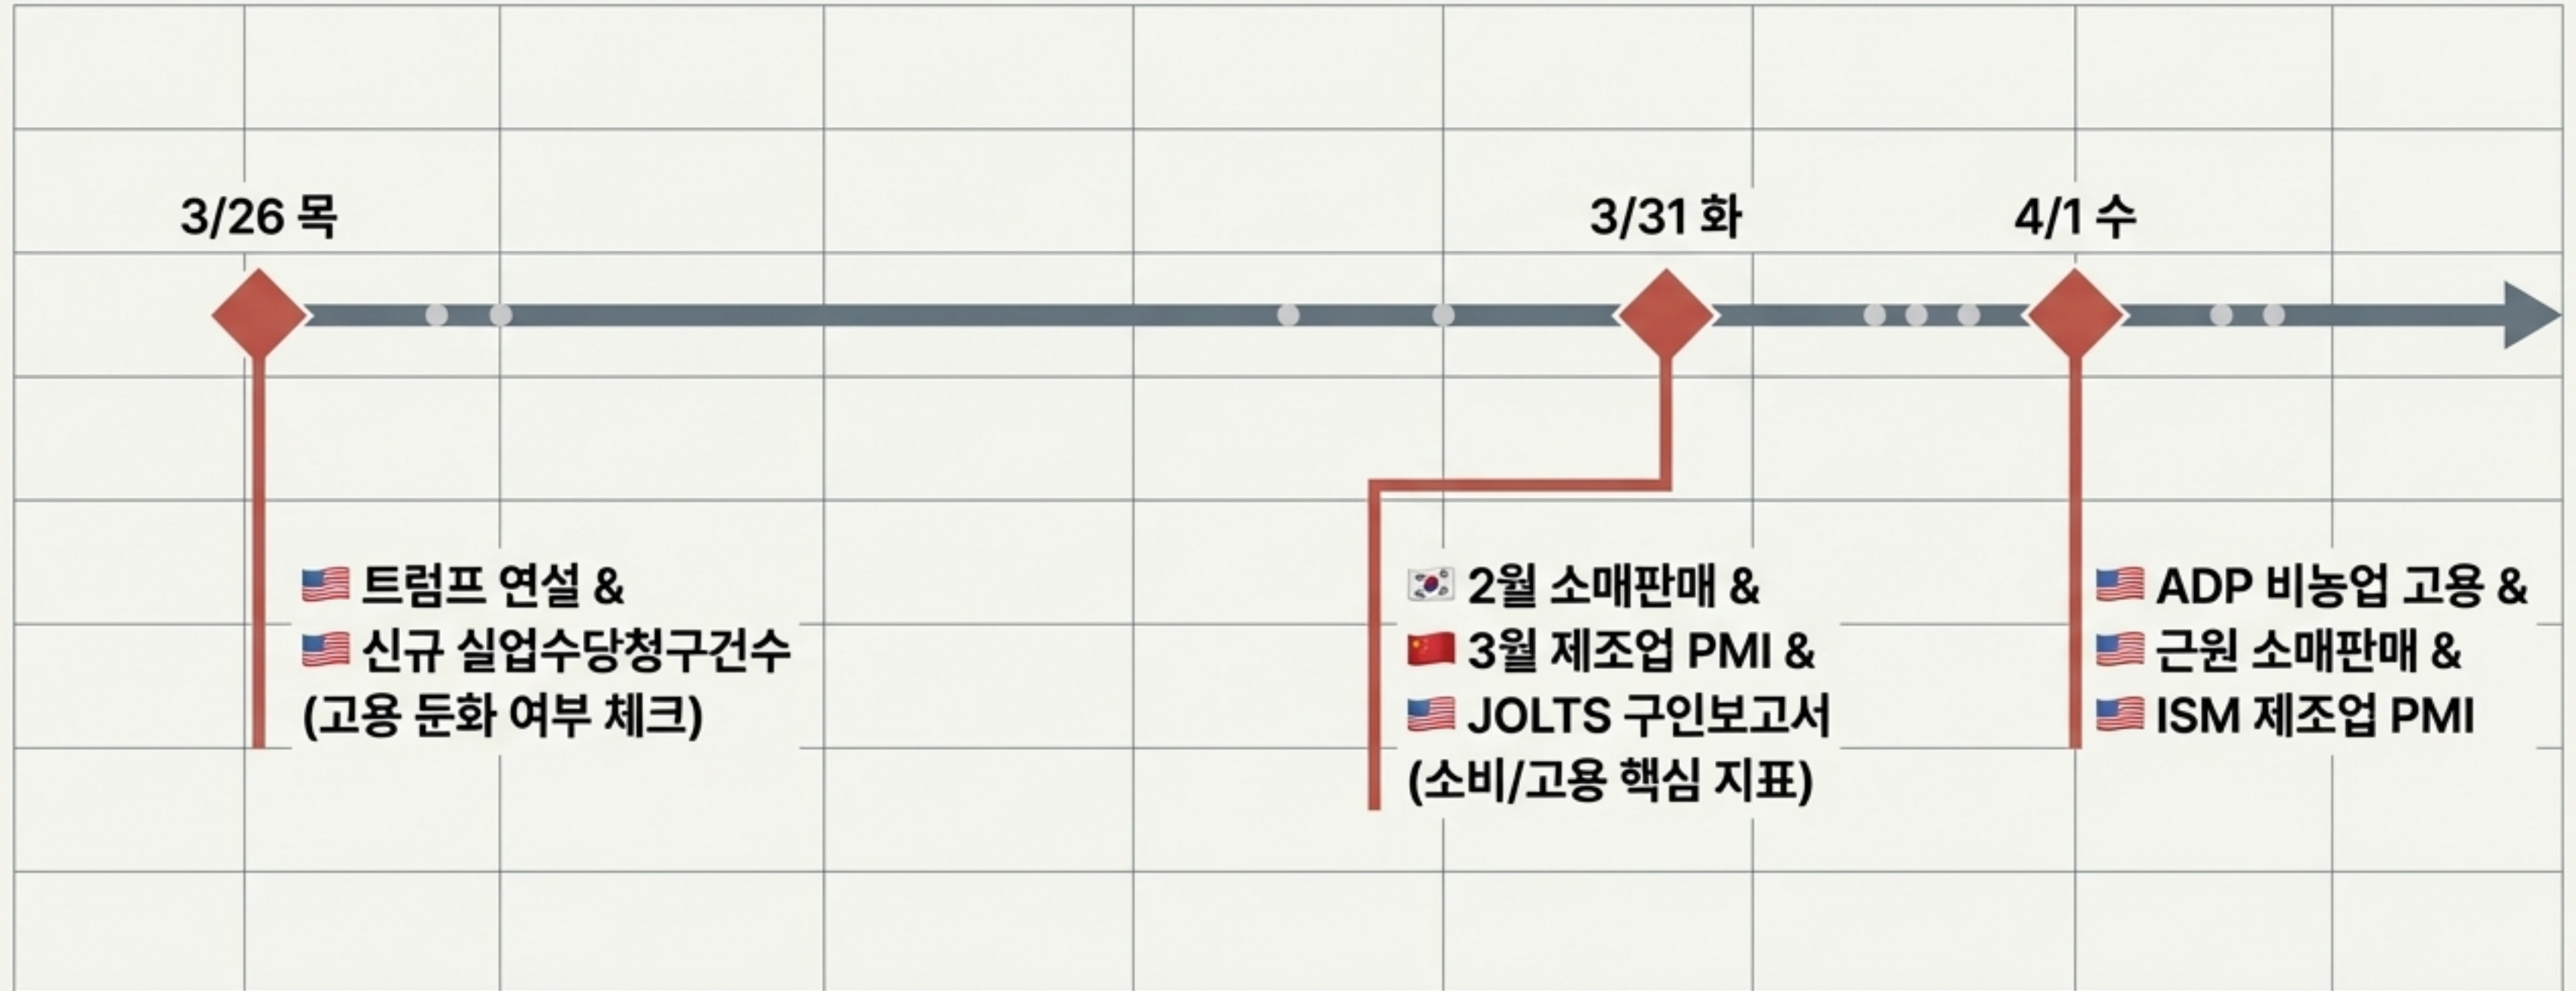 3/26 목
🇺🇸 트럼프 연설 &
🇺🇸 신규 실업수당청구건수
(고용 둔화 여부 체크)
3/31 화
🇰🇷 2월 소매판매 &
🇨🇳 3월 제조업 PMI &
🇺🇸 JOLTS 구인보고서
(소비/고용 핵심 지표)
4/1 수
🇺🇸 ADP 비농업 고용 &
🇺🇸 근원 소매판매 &
🇺🇸 ISM 제조업 PMI